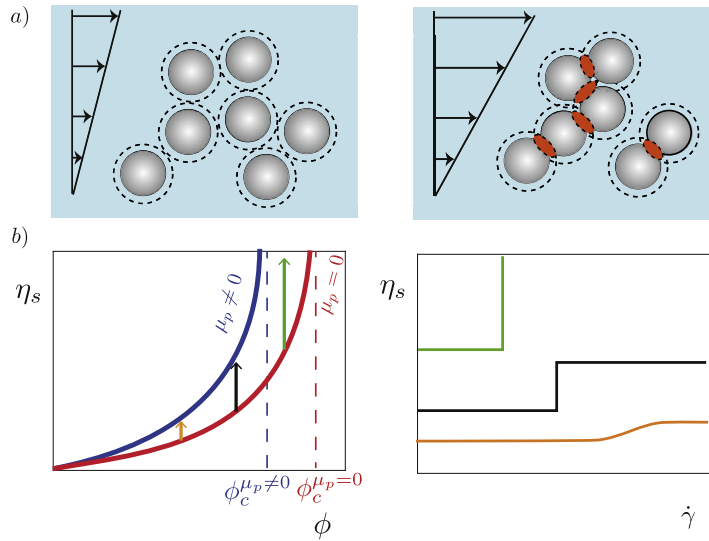 a)
b)
η_s
μ_p ≠ 0
μ_p = 0
ϕ_c^{μ_p≠0}
ϕ_c^{μ_p=0}
ϕ
η_s
γ̇